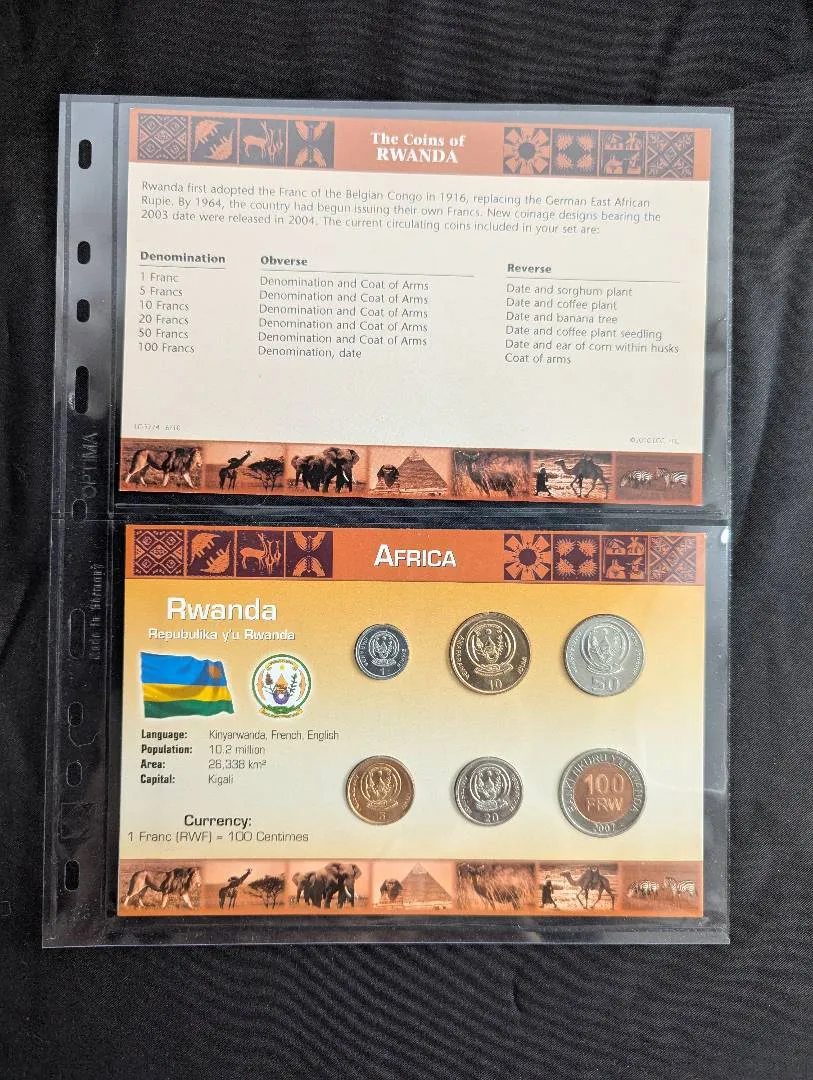 The Coins of
RWANDA
Rwanda first adopted the Franc of the Belgian Congo in 1916, replacing the German East African
Rupie. By 1964, the country had begun issuing their own Francs. New coinage designs bearing the
2003 date were released in 2004. The current circulating coins included in your set are:
Denomination Obverse Reverse
1 Franc Denomination and Coat of Arms Date and sorghum plant
5 Francs Denomination and Coat of Arms Date and coffee plant
10 Francs Denomination and Coat of Arms Date and banana tree
20 Francs Denomination and Coat of Arms Date and coffee plant seedling
50 Francs Denomination and Coat of Arms Date and ear of corn within husks
100 Francs Denomination, date Coat of arms
OPTIMA
Made in Germany
AFRICA
Rwanda
Repubulika y'u Rwanda
Language: Kinyarwanda, French, English
Population: 10.2 million
Area: 26,338 km²
Capital: Kigali
Currency:
1 Franc (RWF) = 100 Centimes
1
10
50
5
20
100
FRW
2007